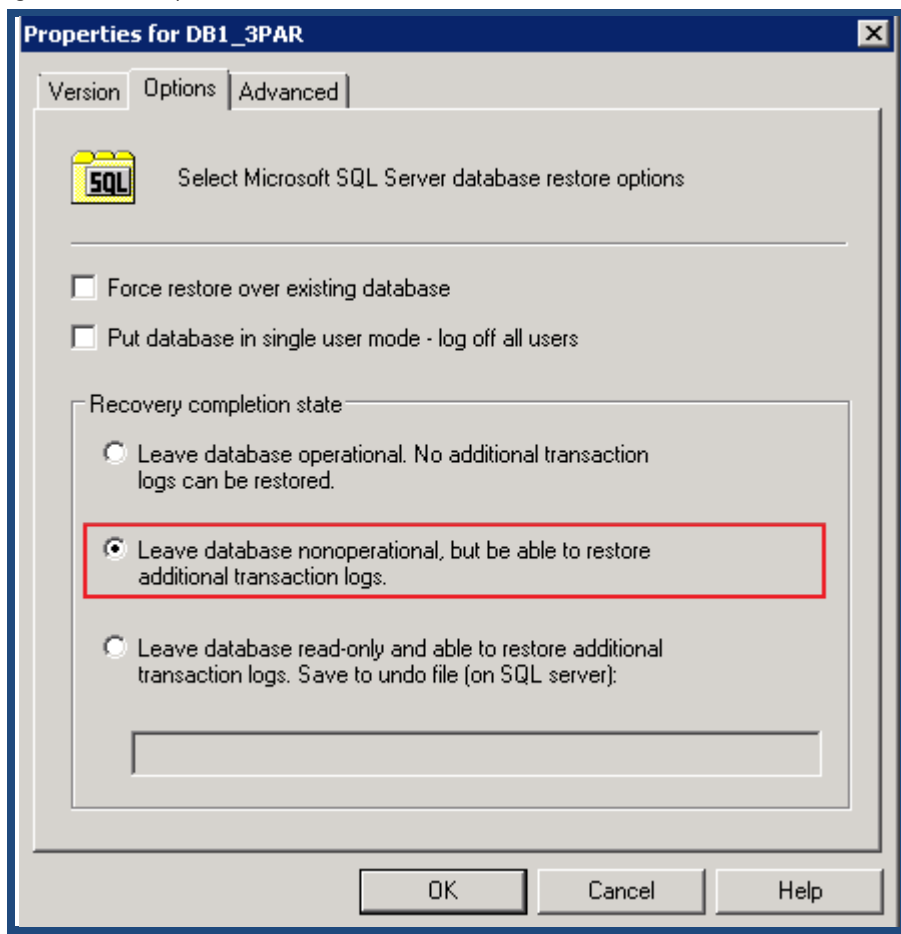 Properties for DB1_3PAR
Version Options Advanced
SQL
Select Microsoft SQL Server database restore options
Force restore over existing database
Put database in single user mode - log off all users
Recovery completion state
Leave database operational. No additional transaction
logs can be restored.
Leave database nonoperational, but be able to restore
additional transaction logs.
Leave database read-only and able to restore additional
transaction logs. Save to undo file (on SQL server):
OK Cancel Help